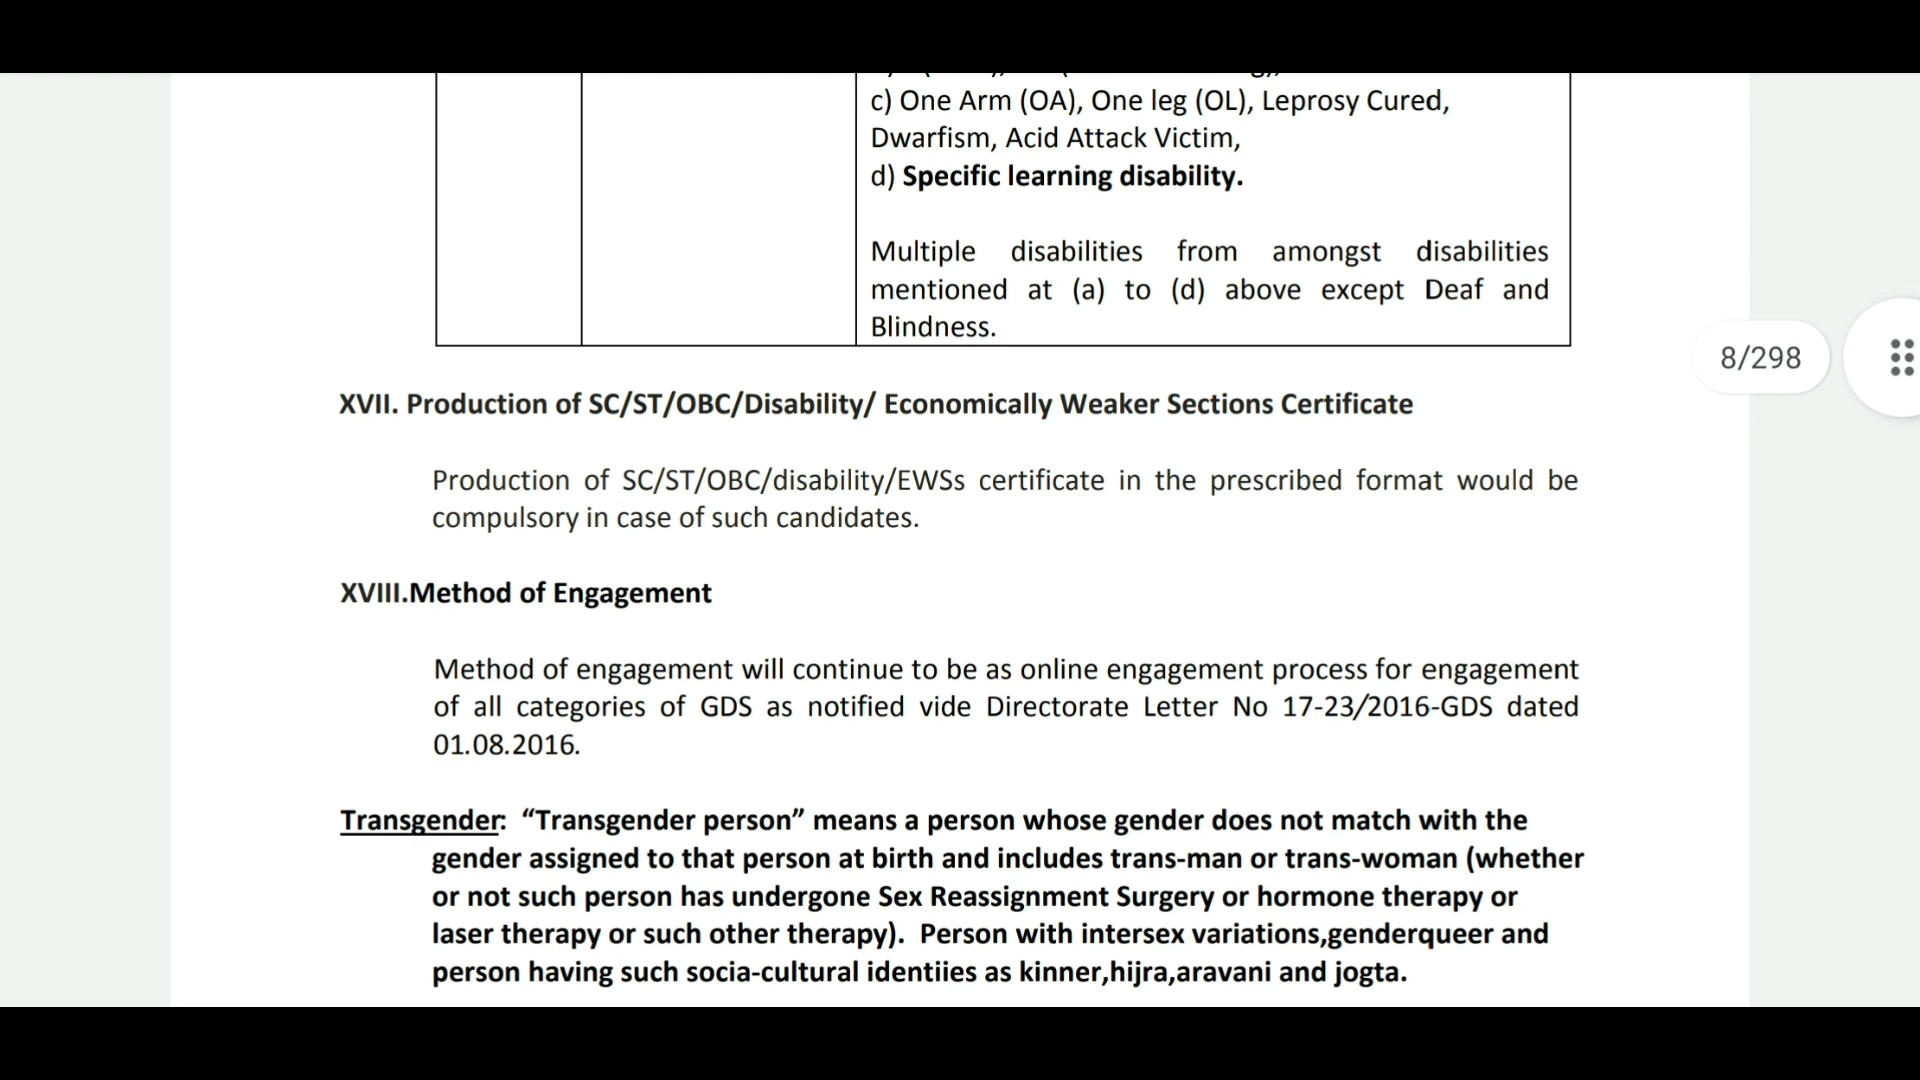 c) One Arm (OA), One leg (OL), Leprosy Cured,
Dwarfism, Acid Attack Victim,
d) Specific learning disability.
Multiple disabilities from amongst disabilities
mentioned at (a) to (d) above except Deaf and
Blindness.
8/298
XVII. Production of SC/ST/OBC/Disability/ Economically Weaker Sections Certificate
Production of SC/ST/OBC/disability/EWSs certificate in the prescribed format would be
compulsory in case of such candidates.
XVIII.Method of Engagement
Method of engagement will continue to be as online engagement process for engagement
of all categories of GDS as notified vide Directorate Letter No 17-23/2016-GDS dated
01.08.2016.
Transgender: “Transgender person” means a person whose gender does not match with the
gender assigned to that person at birth and includes trans-man or trans-woman (whether
or not such person has undergone Sex Reassignment Surgery or hormone therapy or
laser therapy or such other therapy). Person with intersex variations,genderqueer and
person having such socia-cultural identiies as kinner,hijra,aravani and jogta.